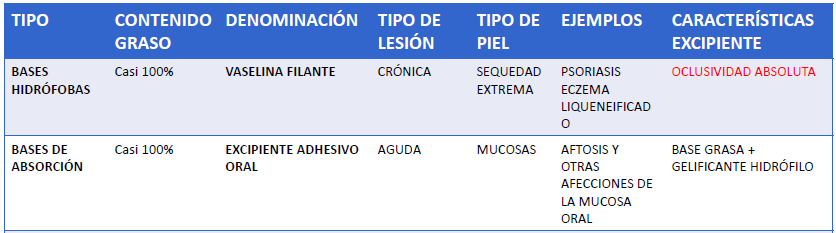 TIPO CONTENIDO GRASO DENOMINACIÓN TIPO DE LESIÓN TIPO DE PIEL EJEMPLOS CARACTERÍSTICAS EXCIPIENTE
BASES HIDRÓFOBAS Casi 100% VASELINA FILANTE CRÓNICA SEQUEDAD EXTREMA PSORIASIS ECZEMA LIQUENEIFICADO OCLUSIVIDAD ABSOLUTA
BASES DE ABSORCIÓN Casi 100% EXCIPIENTE ADHESIVO ORAL AGUDA MUCOSAS AFTOSIS Y OTRAS AFECCIONES DE LA MUCOSA ORAL BASE GRASA + GELIFICANTE HIDRÓFILO